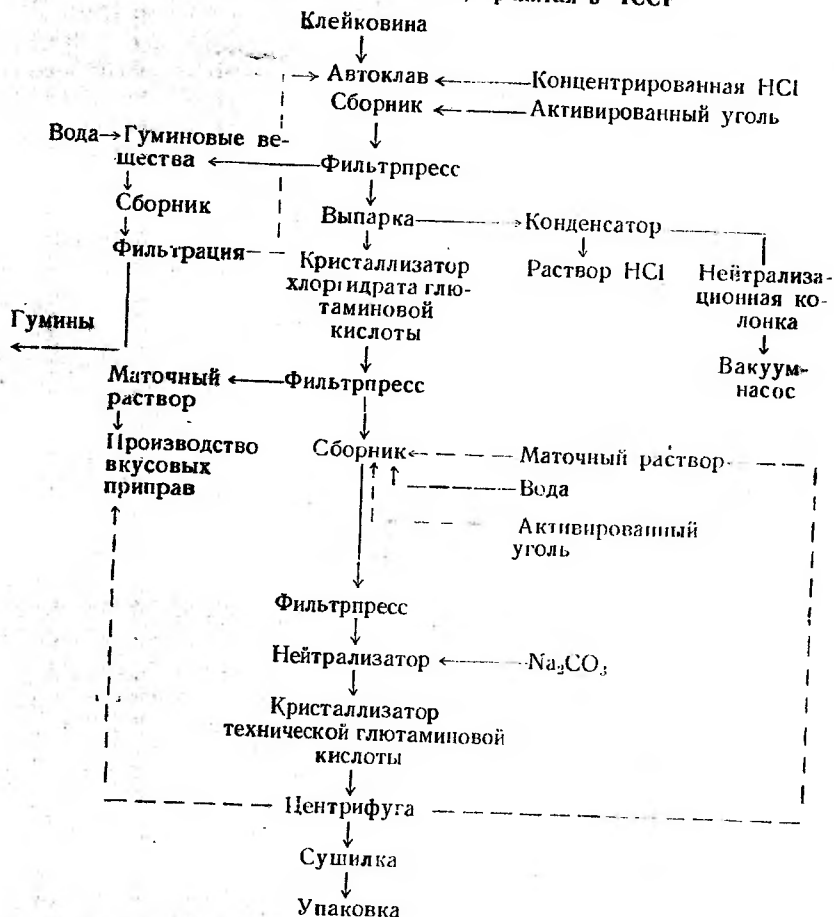 в ЧССР
Клейковина
Автоклав ← Концентрированная HCl
Сборник ← Активированный уголь
Вода→Гуминовые ве-
щества ← Фильтрпресс
Сборник
Выпарка → Конденсатор
Фильтрация
Кристаллизатор
хлоргидрата глю-
таминовой
кислоты
Раствор HCl
Нейтрализа-
ционная ко-
лонка
Вакуум-
насос
Гумины
Маточный ← Фильтрпресс
раствор
Производство
вкусовых
приправ
Сборник ← Маточный раствор
Вода
Активированный
уголь
Фильтрпресс
Нейтрализатор ← Na₂CO₃
Кристаллизатор
технической глютаминовой
кислоты
Центрифуга
Сушилка
Упаковка